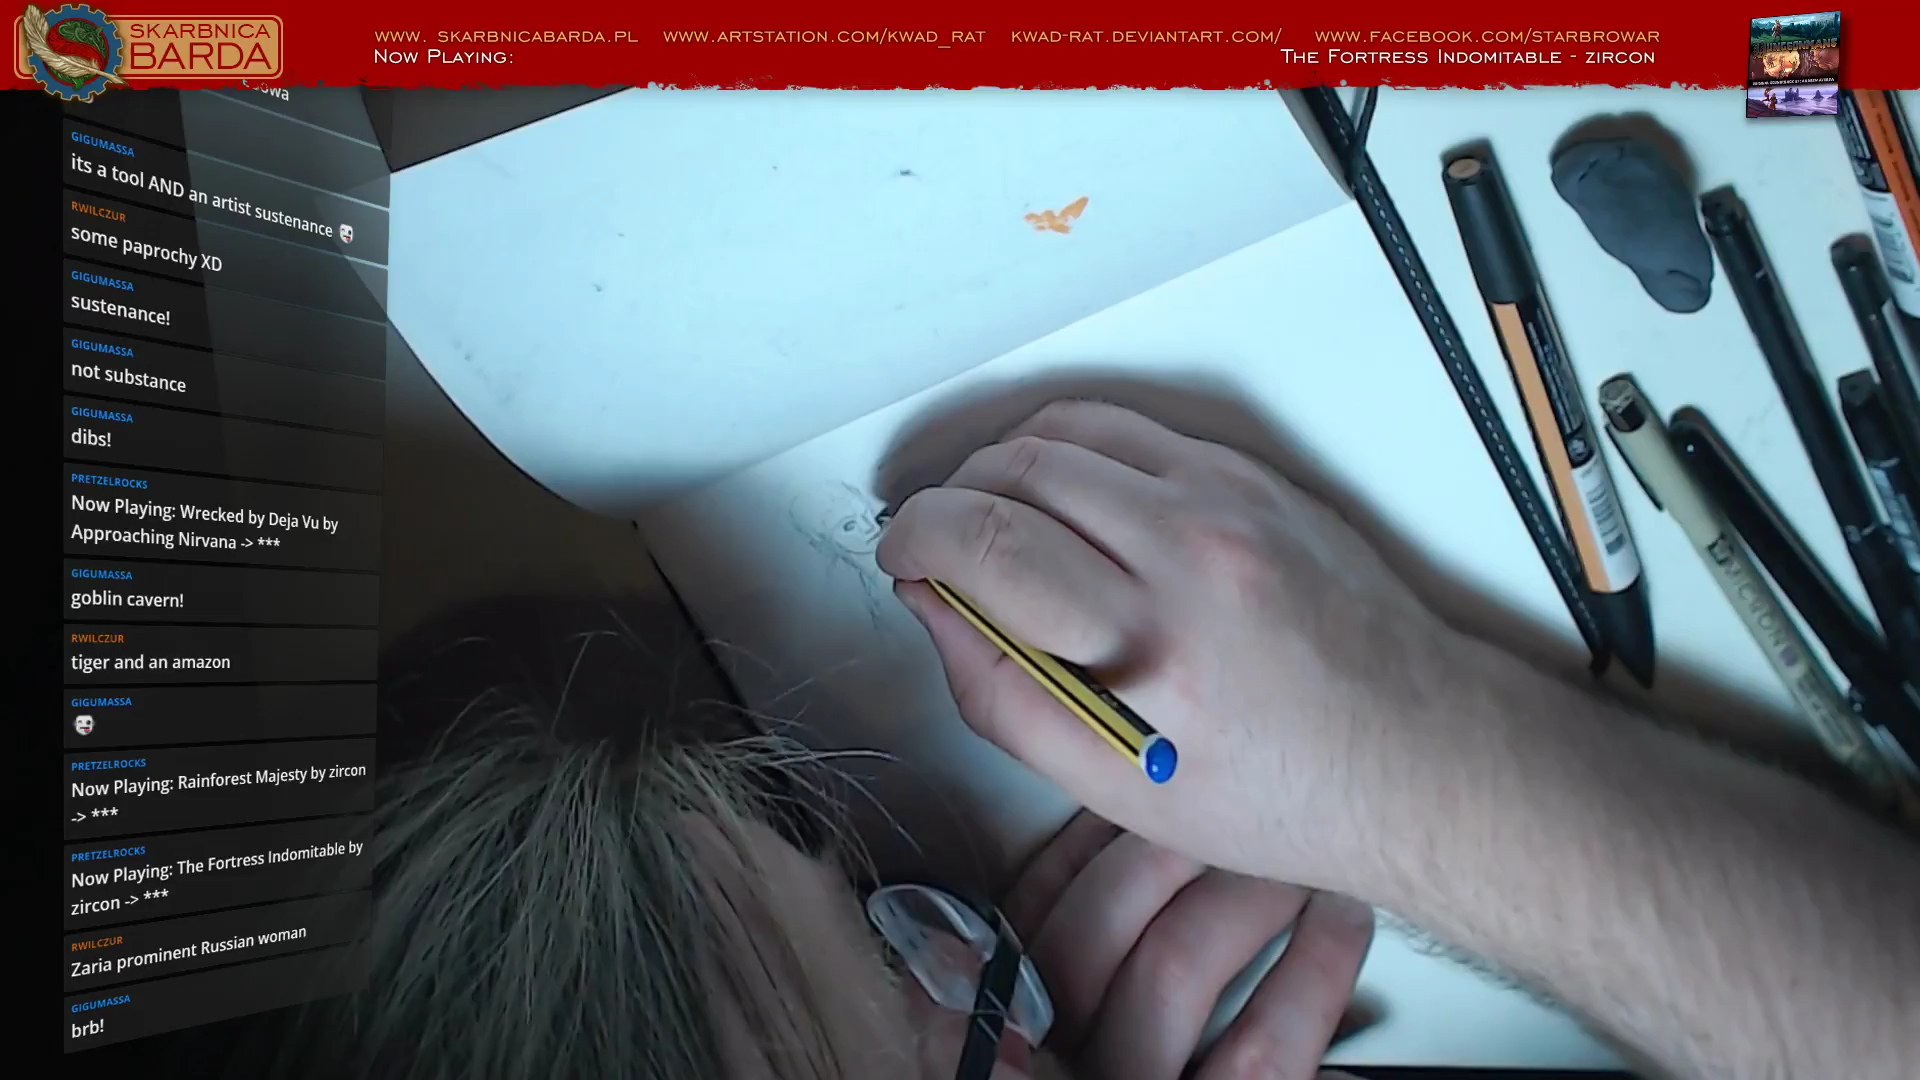 SKARBNICA
BARDA
WWW. SKARBNICABARDA.PL WWW.ARTSTATION.COM/KWAD_RAT KWAD-RAT.DEVIANTART.COM/ WWW.FACEBOOK.COM/STARBROWAR
Now Playing: The Fortress Indomitable - zircon
GIGUMASSA
its a tool AND an artist sustenance
RWILCZUR
some paprochy XD
GIGUMASSA
sustenance!
GIGUMASSA
not substance
GIGUMASSA
dibs!
PRETZELROCKS
Now Playing: Wrecked by Deja Vu by
Approaching Nirvana -> ***
GIGUMASSA
goblin cavern!
RWILCZUR
tiger and an amazon
GIGUMASSA
PRETZELROCKS
Now Playing: Rainforest Majesty by zircon
-> ***
PRETZELROCKS
Now Playing: The Fortress Indomitable by
zircon -> ***
RWILCZUR
Zaria prominent Russian woman
GIGUMASSA
brb!
DUNGEONMANS
MICRON